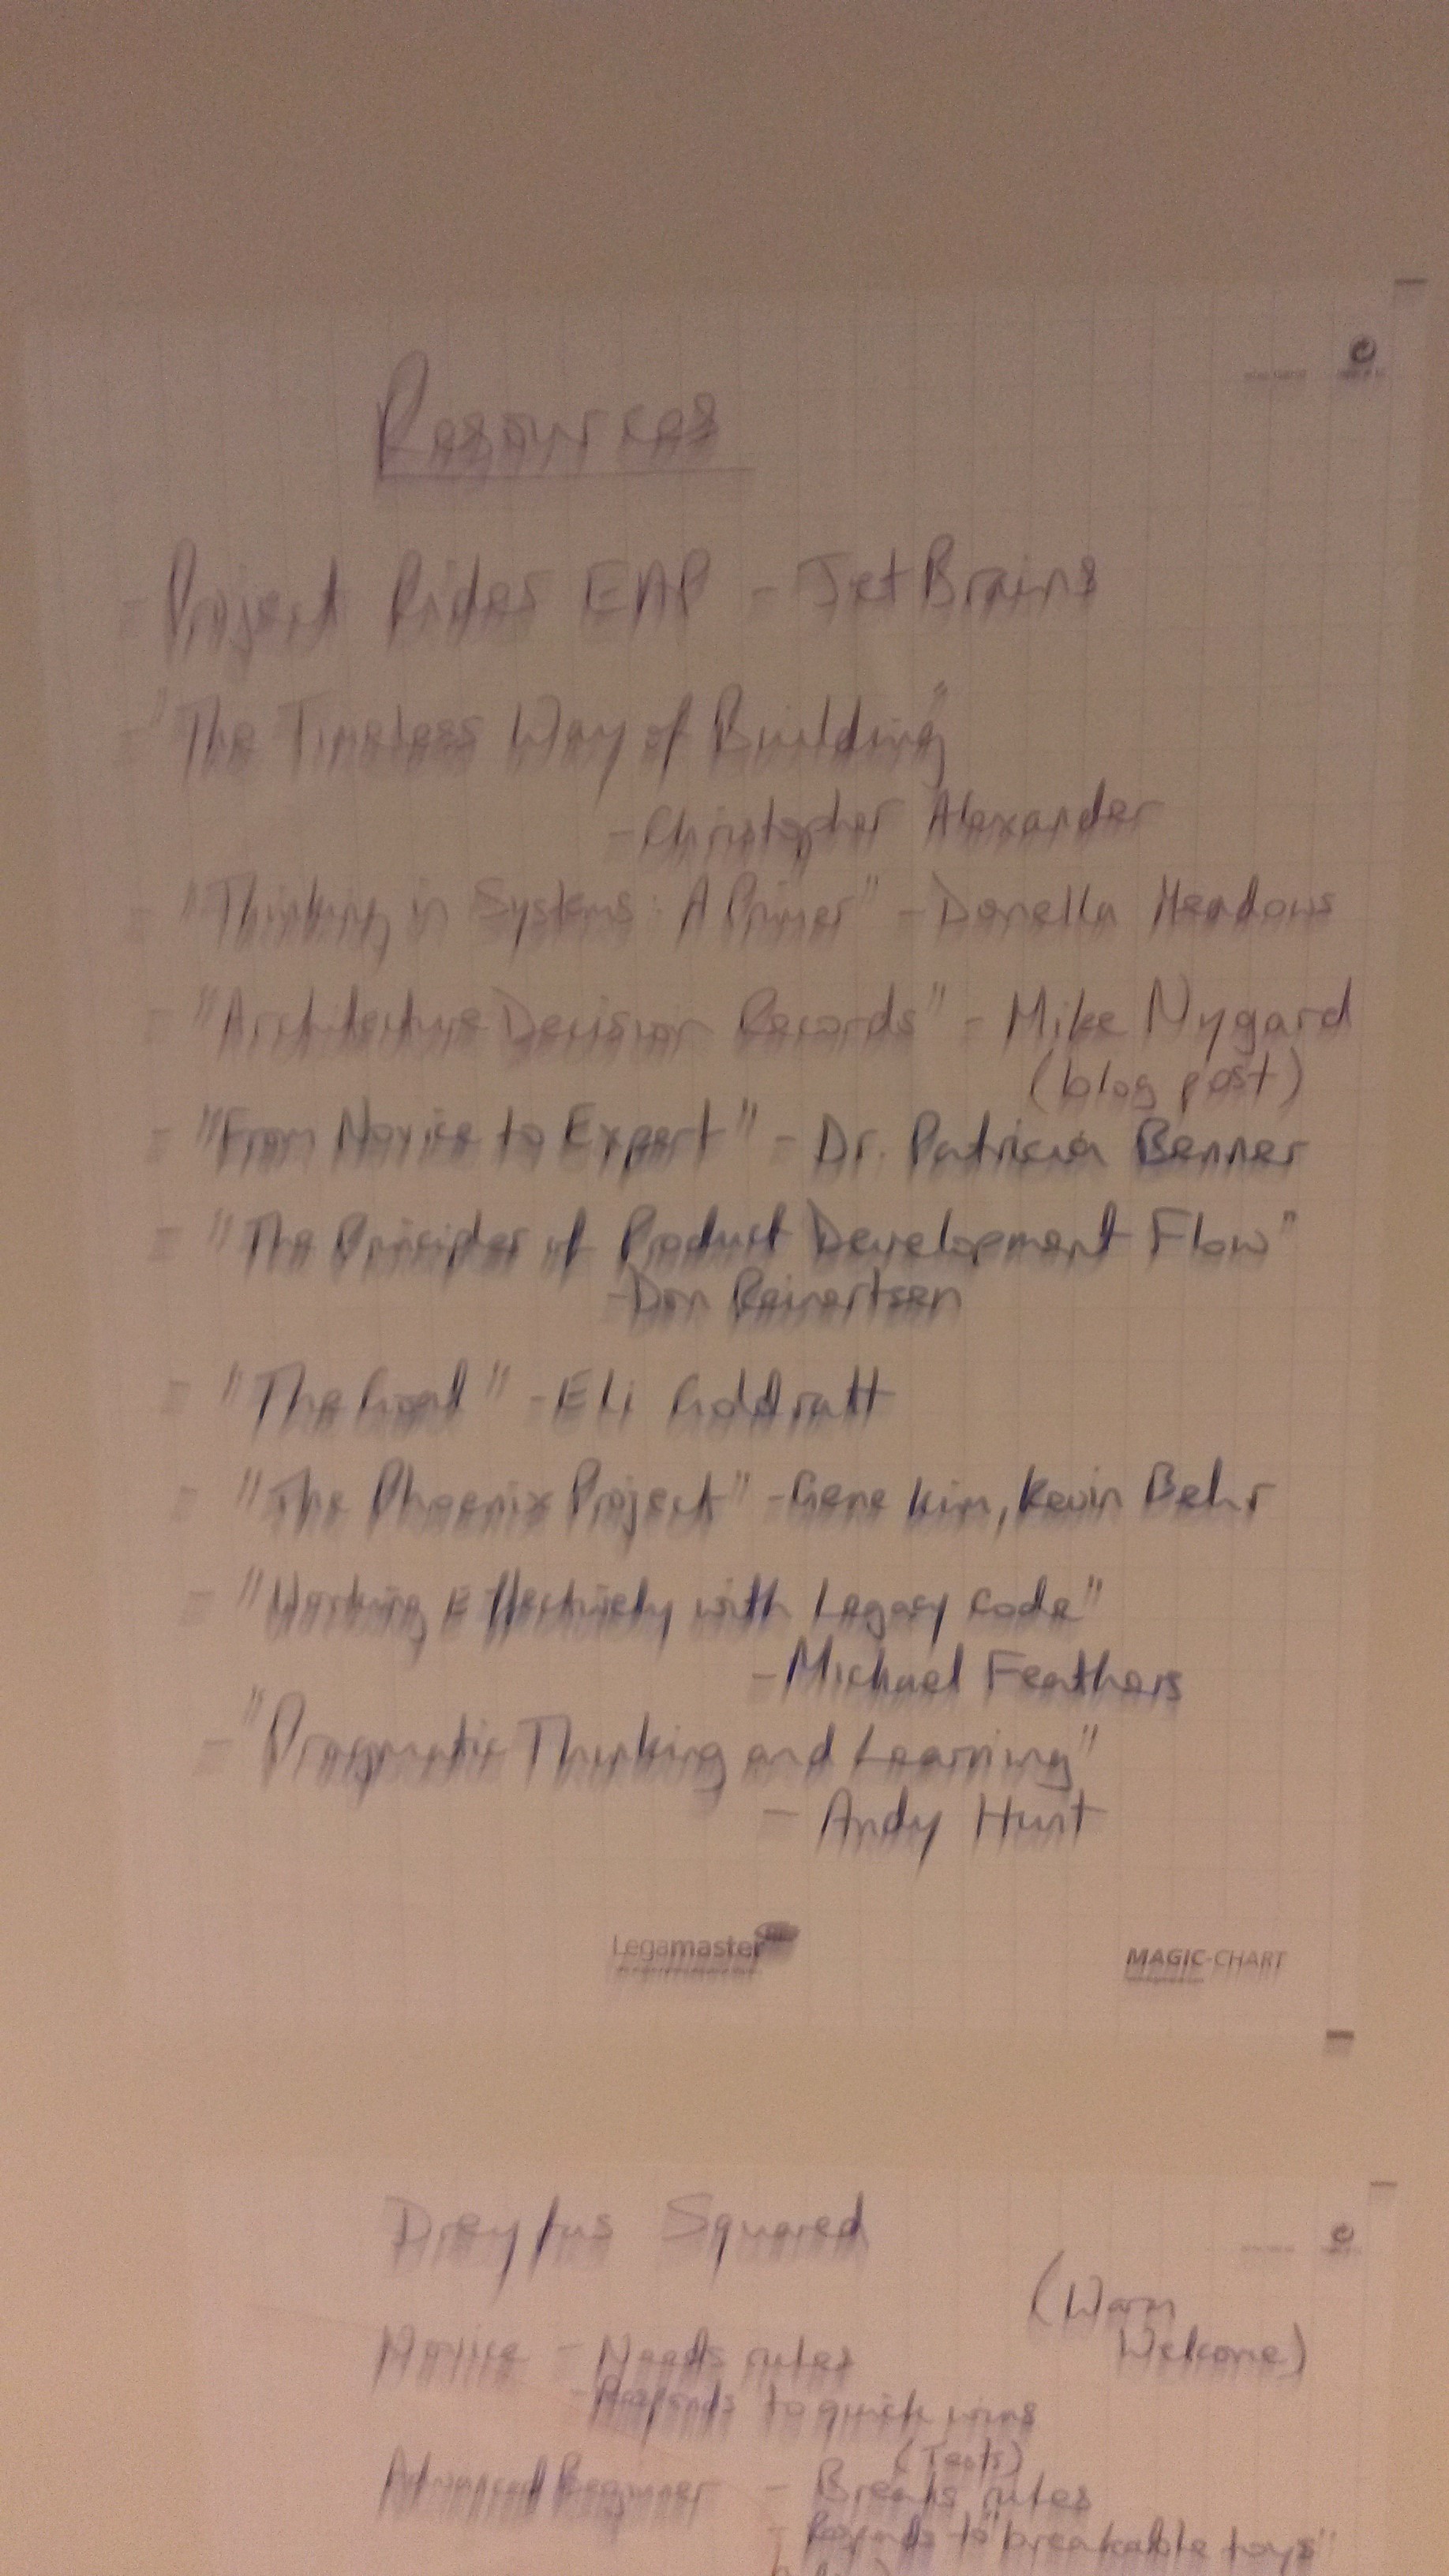 Resources
- Project Rider EAP - JetBrains
- "The Timeless Way of Building"
- Christopher Alexander
- "Thinking in Systems: A Primer" - Donella Meadows
- "Architecture Decision Records" - Mike Nygard
(blog post)
- "From Novice to Expert" - Dr. Patricia Benner
- "The Principles of Product Development Flow"
- Don Reinertsen
- "The Goal" - Eli Goldratt
- "The Phoenix Project" - Gene Kim, Kevin Behr
- "Working Effectively with Legacy Code"
- Michael Feathers
- "Pragmatic Thinking and Learning"
- Andy Hunt
Legamaster
MAGIC-CHART
Dreyfus Squared
(Warm
Welcome)
Novice - Needs rules
- Responds to quick wins
(Tests)
Advanced Beginner - Breaks rules
- Responds to "breakable toys"